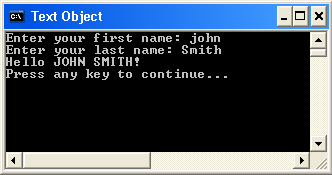 Text Object
Enter your first name: john
Enter your last name: Smith
Hello JOHN SMITH!
Press any key to continue...